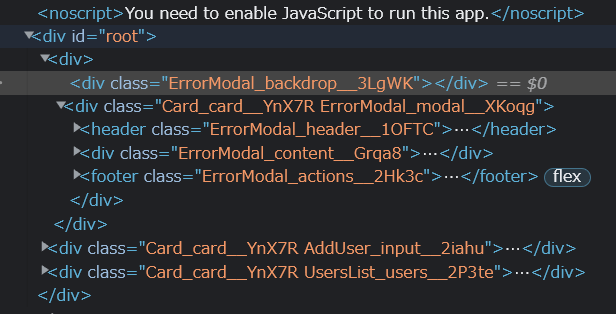 <noscript>You need to enable JavaScript to run this app.</noscript>
▼<div id="root">
▼<div>
<div class="ErrorModal_backdrop__3LgWK"></div> == $0
▼<div class="Card_card__YnX7R ErrorModal_modal__XKoqg">
▶<header class="ErrorModal_header__1OFTC">…</header>
▶<div class="ErrorModal_content__Grqa8">…</div>
▶<footer class="ErrorModal_actions__2Hk3c">…</footer> flex
</div>
</div>
▶<div class="Card_card__YnX7R AddUser_input__2iahu">…</div>
▶<div class="Card_card__YnX7R UsersList_users__2P3te">…</div>
</div>